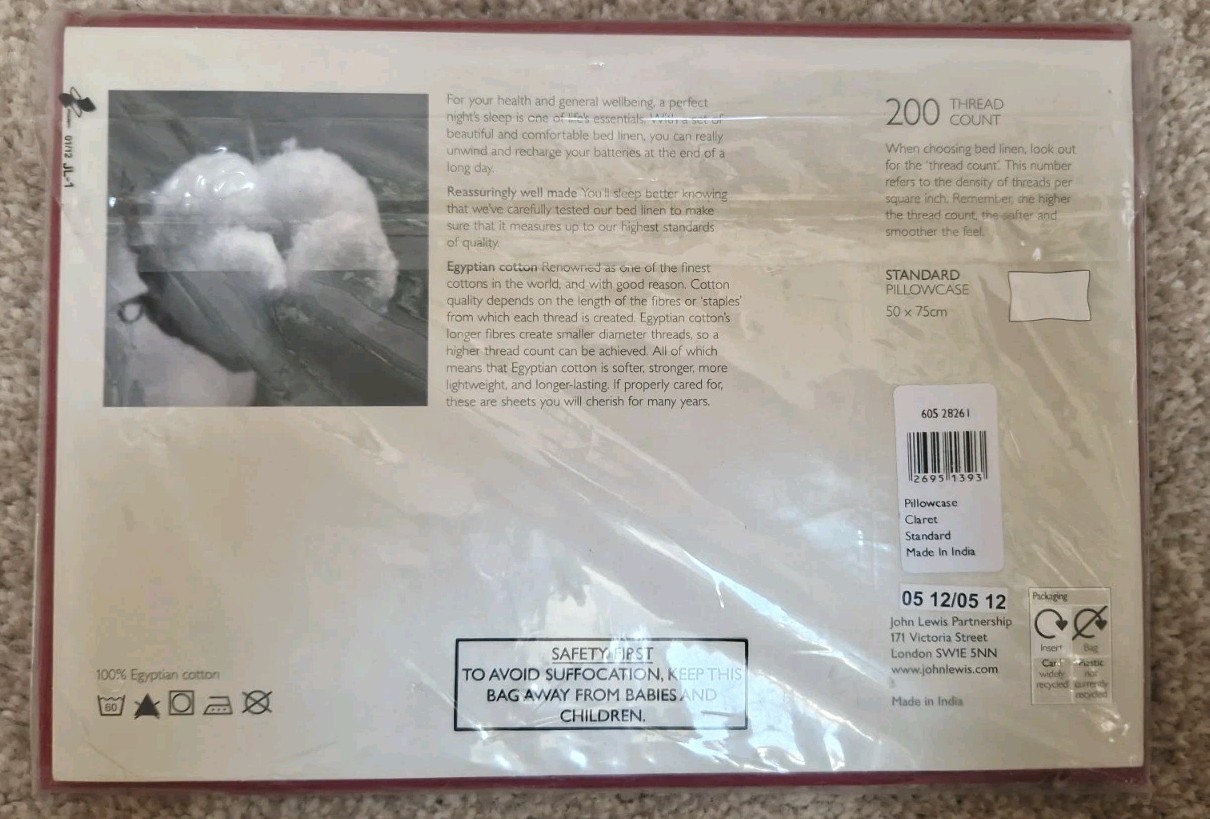 01/12 JL-1
For your health and general wellbeing, a perfect
night's sleep is one of life's essentials. With a set of
beautiful and comfortable bed linen, you can really
unwind and recharge your batteries at the end of a
long day.
Reassuringly well made You'll sleep better knowing
that we've carefully tested our bed linen to make
sure that it measures up to our highest standards
of quality.
Egyptian cotton Renowned as one of the finest
cottons in the world, and with good reason. Cotton
quality depends on the length of the fibres or 'staples'
from which each thread is created. Egyptian cotton's
longer fibres create smaller diameter threads, so a
higher thread count can be achieved. All of which
means that Egyptian cotton is softer, stronger, more
lightweight, and longer-lasting. If properly cared for,
these are sheets you will cherish for many years.
200 THREAD
COUNT
When choosing bed linen, look out
for the 'thread count'. This number
refers to the density of threads per
square inch. Remember, the higher
the thread count, the softer and
smoother the feel.
STANDARD
PILLOWCASE
50 x 75cm
605 28261
26951393
Pillowcase
Claret
Standard
Made In India
05 12/05 12
John Lewis Partnership
171 Victoria Street
London SW1E 5NN
www.johnlewis.com
Made in India
Packaging
Insert
Card
widely
recycled
Bag
Plastic
not
currently
recycled
100% Egyptian cotton
60
SAFETY FIRST
TO AVOID SUFFOCATION, KEEP THIS
BAG AWAY FROM BABIES AND
CHILDREN.